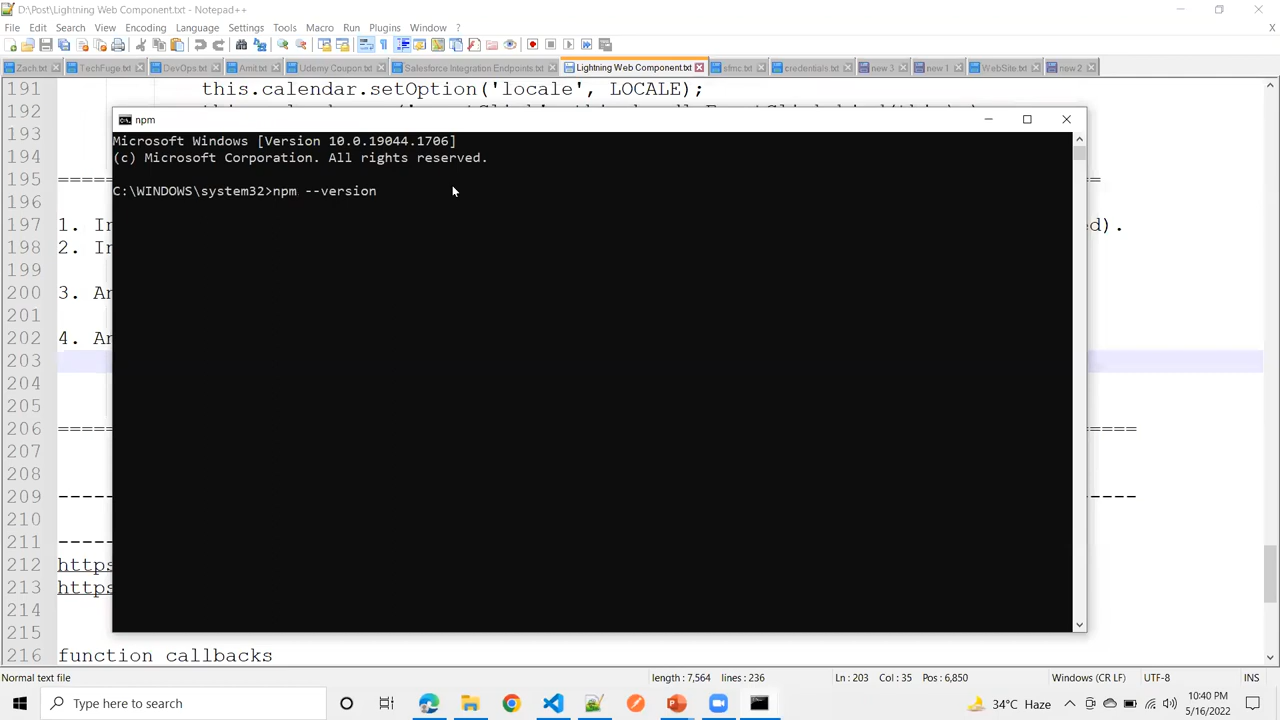 D:\Post\Lightning Web Component.txt - Notepad++
File Edit Search View Encoding Language Settings Tools Macro Run Plugins Window ?
Zach.txt TechFuge.txt DevOps.txt Amit.txt Udemy Coupon.txt Salesforce Integration Endpoints.txt Lightning Web Component.txt sfmc.txt credentials.txt new 3 new 1 WebSite.txt new 2
191 this.calendar.setOption('locale', LOCALE);
192
193
194
195 =====
196
197 1. In ed).
198 2. In
199
200 3. An
201
202 4. An
203
204
205
206 =====
207
208
209 ----
210
211 ----
212 https
213 https
214
215
216 function callbacks
npm
Microsoft Windows [Version 10.0.19044.1706]
(c) Microsoft Corporation. All rights reserved.
C:\WINDOWS\system32>npm --version
Normal text file length : 7,564 lines : 236 Ln : 203 Col : 35 Pos : 6,850 Windows (CR LF) UTF-8 INS
Type here to search
34°C Haze
10:40 PM
5/16/2022